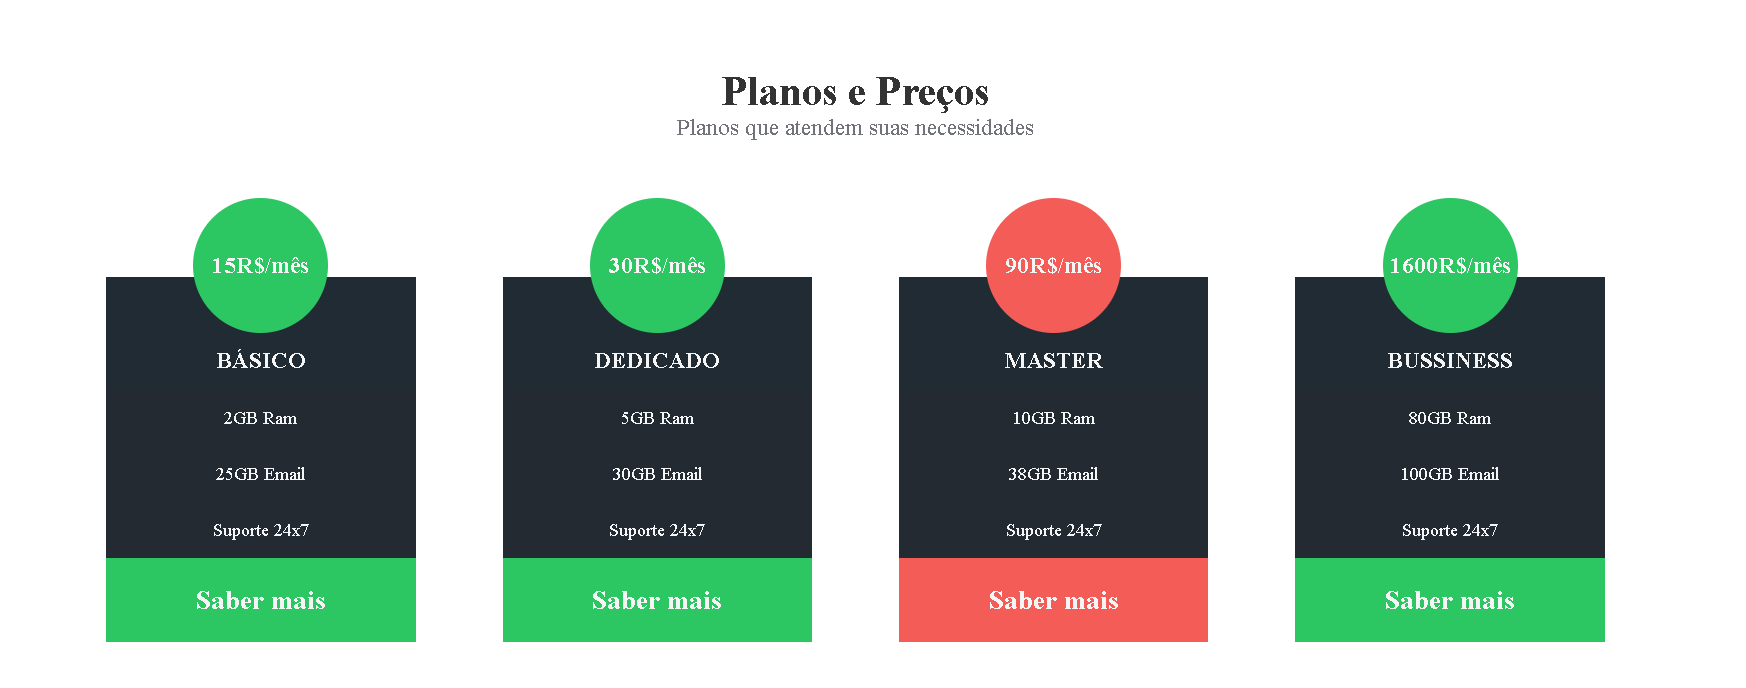 Planos e Preços
Planos que atendem suas necessidades
15R$/mês
BÁSICO
2GB Ram
25GB Email
Suporte 24x7
Saber mais
30R$/mês
DEDICADO
5GB Ram
30GB Email
Suporte 24x7
Saber mais
90R$/mês
MASTER
10GB Ram
38GB Email
Suporte 24x7
Saber mais
1600R$/mês
BUSSINESS
80GB Ram
100GB Email
Suporte 24x7
Saber mais